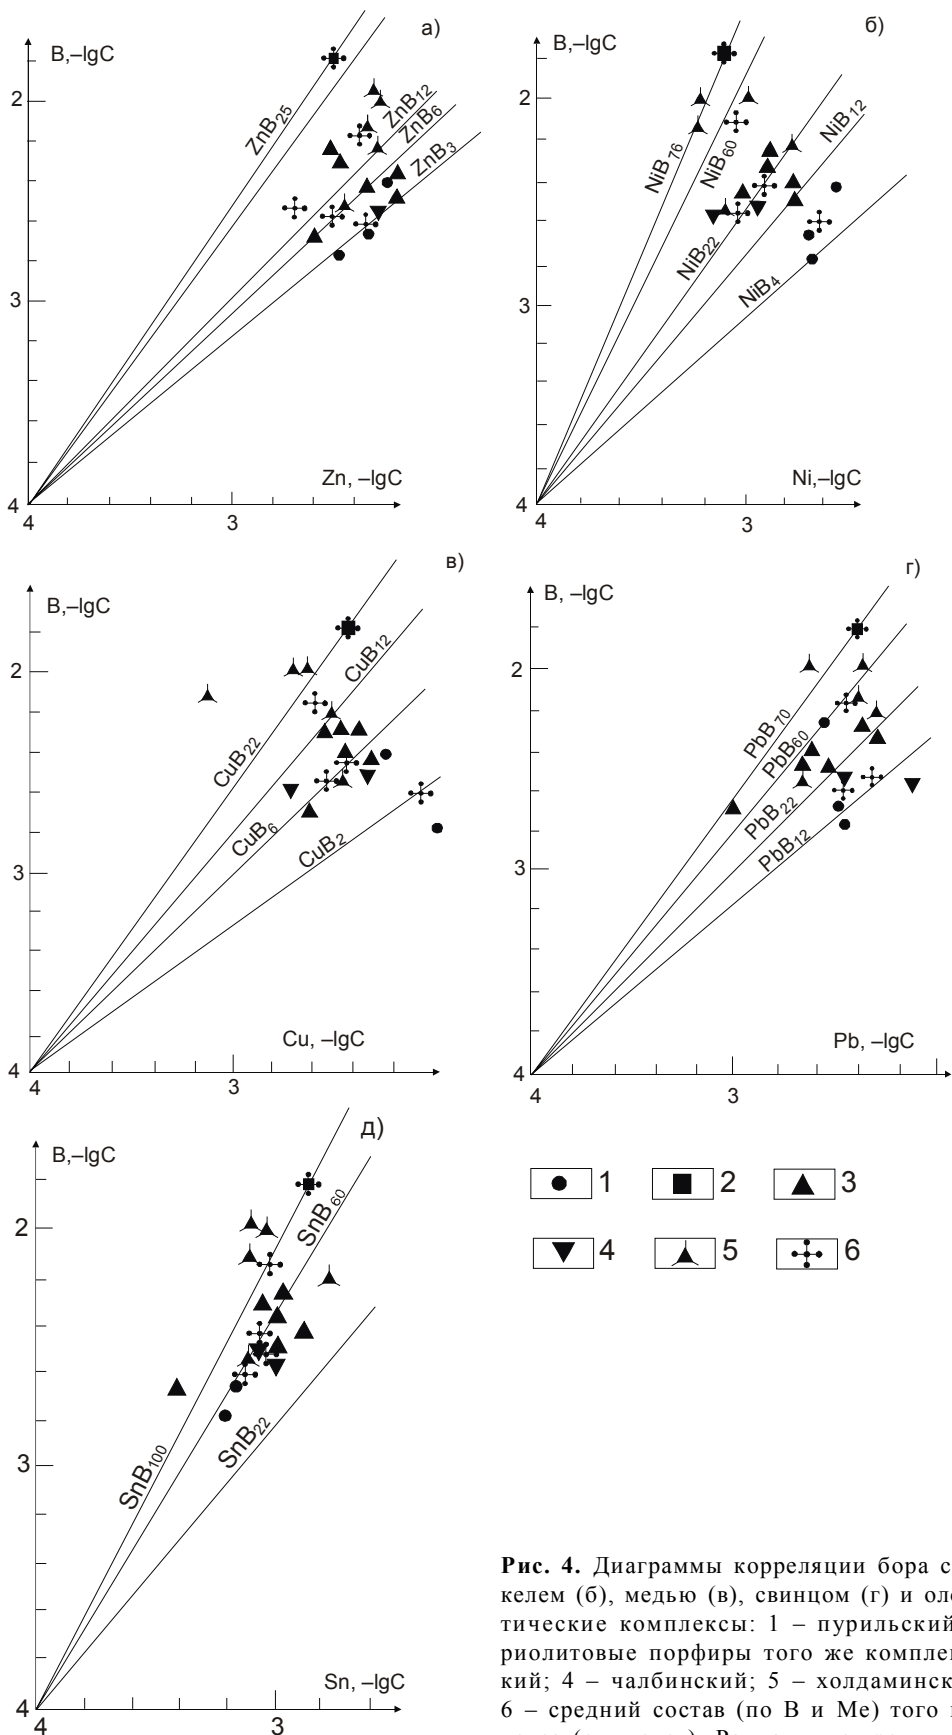 а)
B,–lgC
2
3
4
4
3
Zn, –lgC
ZnB25
ZnB12
ZnB6
ZnB3
б)
B,–lgC
2
3
4
4
3
Ni,–lgC
NiB76
NiB60
NiB22
NiB12
NiB4
в)
B,–lgC
2
3
4
4
3
Cu, –lgC
CuB22
CuB12
CuB6
CuB2
г)
B, –lgC
2
3
4
4
3
Pb, –lgC
PbB70
PbB60
PbB22
PbB12
д)
B,–lgC
2
3
4
4
3
Sn, –lgC
SnB100
SnB60
SnB22
1 2 3
4 5 6
Рис. 4. Диаграммы корреляции бора с
келем (б), медью (в), свинцом (г) и оло
тические комплексы: 1 – пурильский
риолитовые порфиры того же комплек
кий; 4 – чалбинский; 5 – холдаминск
6 – средний состав (по B и Me) того